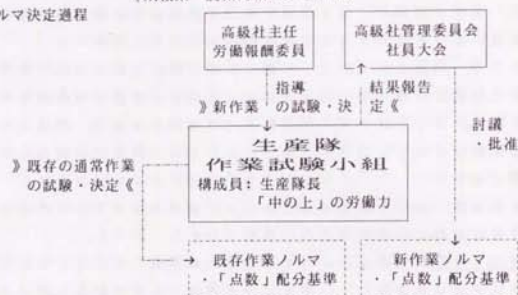 ルマ決定過程
高級社主任
労働報酬委員
高級社管理委員会
社員大会
指導
結果報告
》新作業
の試験・決
定《
討議
・批准
生産隊
作業試験小組
構成員：生産隊長
「中の上」の労働力
》既存の通常作業
の試験・決定《
既存作業ノルマ
・「点数」配分基準
新作業ノルマ
・「点数」配分基準